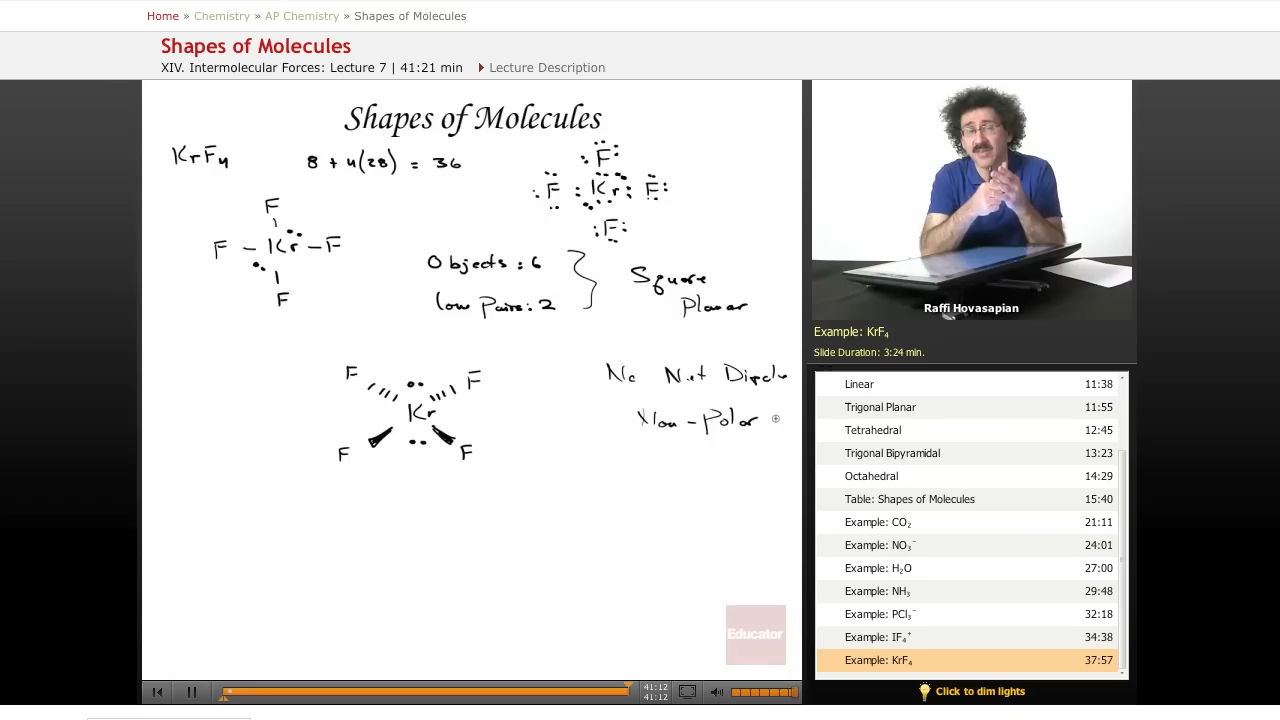 Home » Chemistry » AP Chemistry » Shapes of Molecules
Shapes of Molecules
XIV. Intermolecular Forces: Lecture 7 | 41:21 min Lecture Description
Shapes of Molecules
KrF4
8 + 4(28) = 36
:F:
:F:Kr:F:
:F:
F
F - Kr - F
F
Objects: 6
lone Pairs: 2
Square
Planar
F F
Kr
F F
No Net Dipole
Non-Polar
Educator
41:12
41:12
Raffi Hovasapian
Example: KrF₄
Slide Duration: 3:24 min.
Linear 11:38
Trigonal Planar 11:55
Tetrahedral 12:45
Trigonal Bipyramidal 13:23
Octahedral 14:29
Table: Shapes of Molecules 15:40
Example: CO₂ 21:11
Example: NO₃⁻ 24:01
Example: H₂O 27:00
Example: NH₃ 29:48
Example: PCl₃⁻ 32:18
Example: IF₄⁺ 34:38
Example: KrF₄ 37:57
Click to dim lights